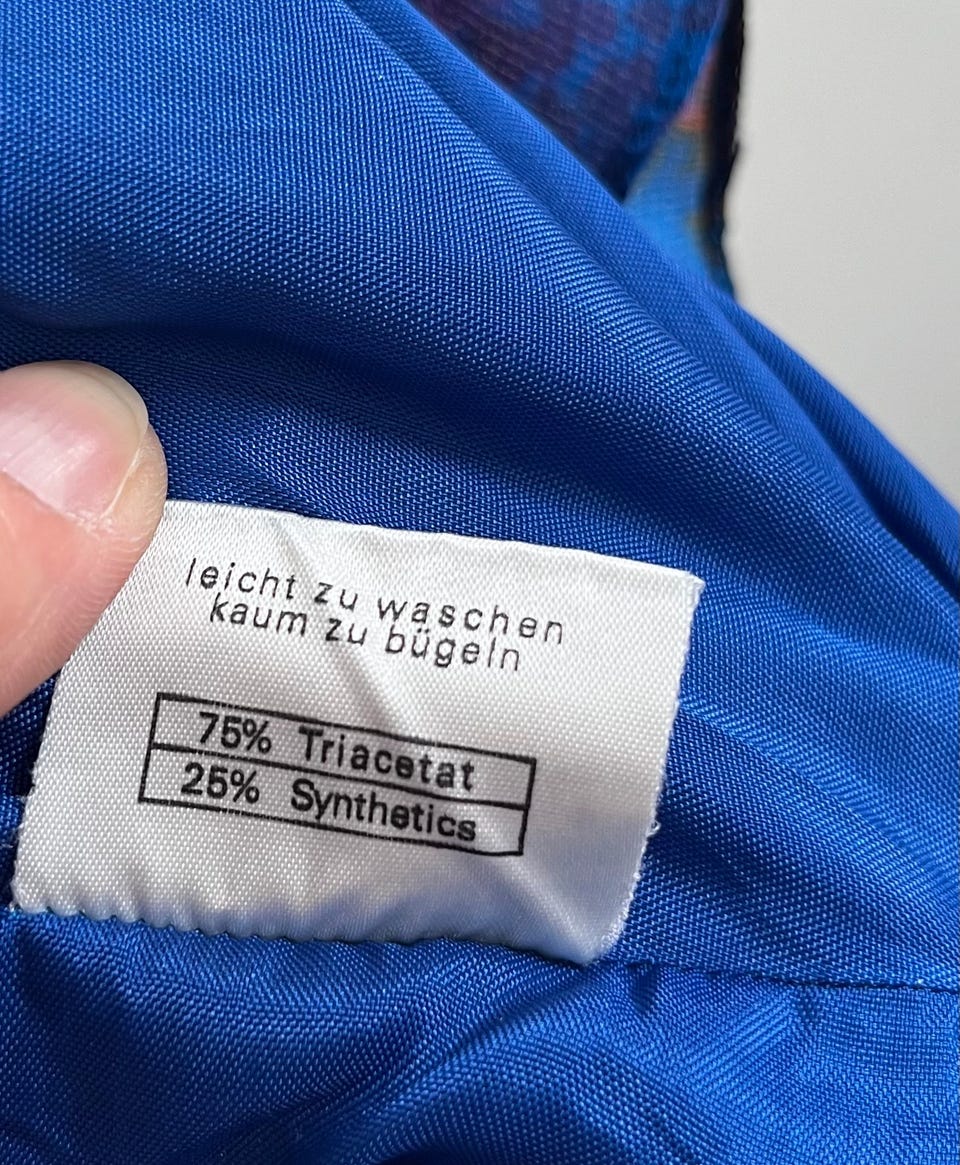 leicht zu waschen
kaum zu bügeln
75% Triacetat
25% Synthetics